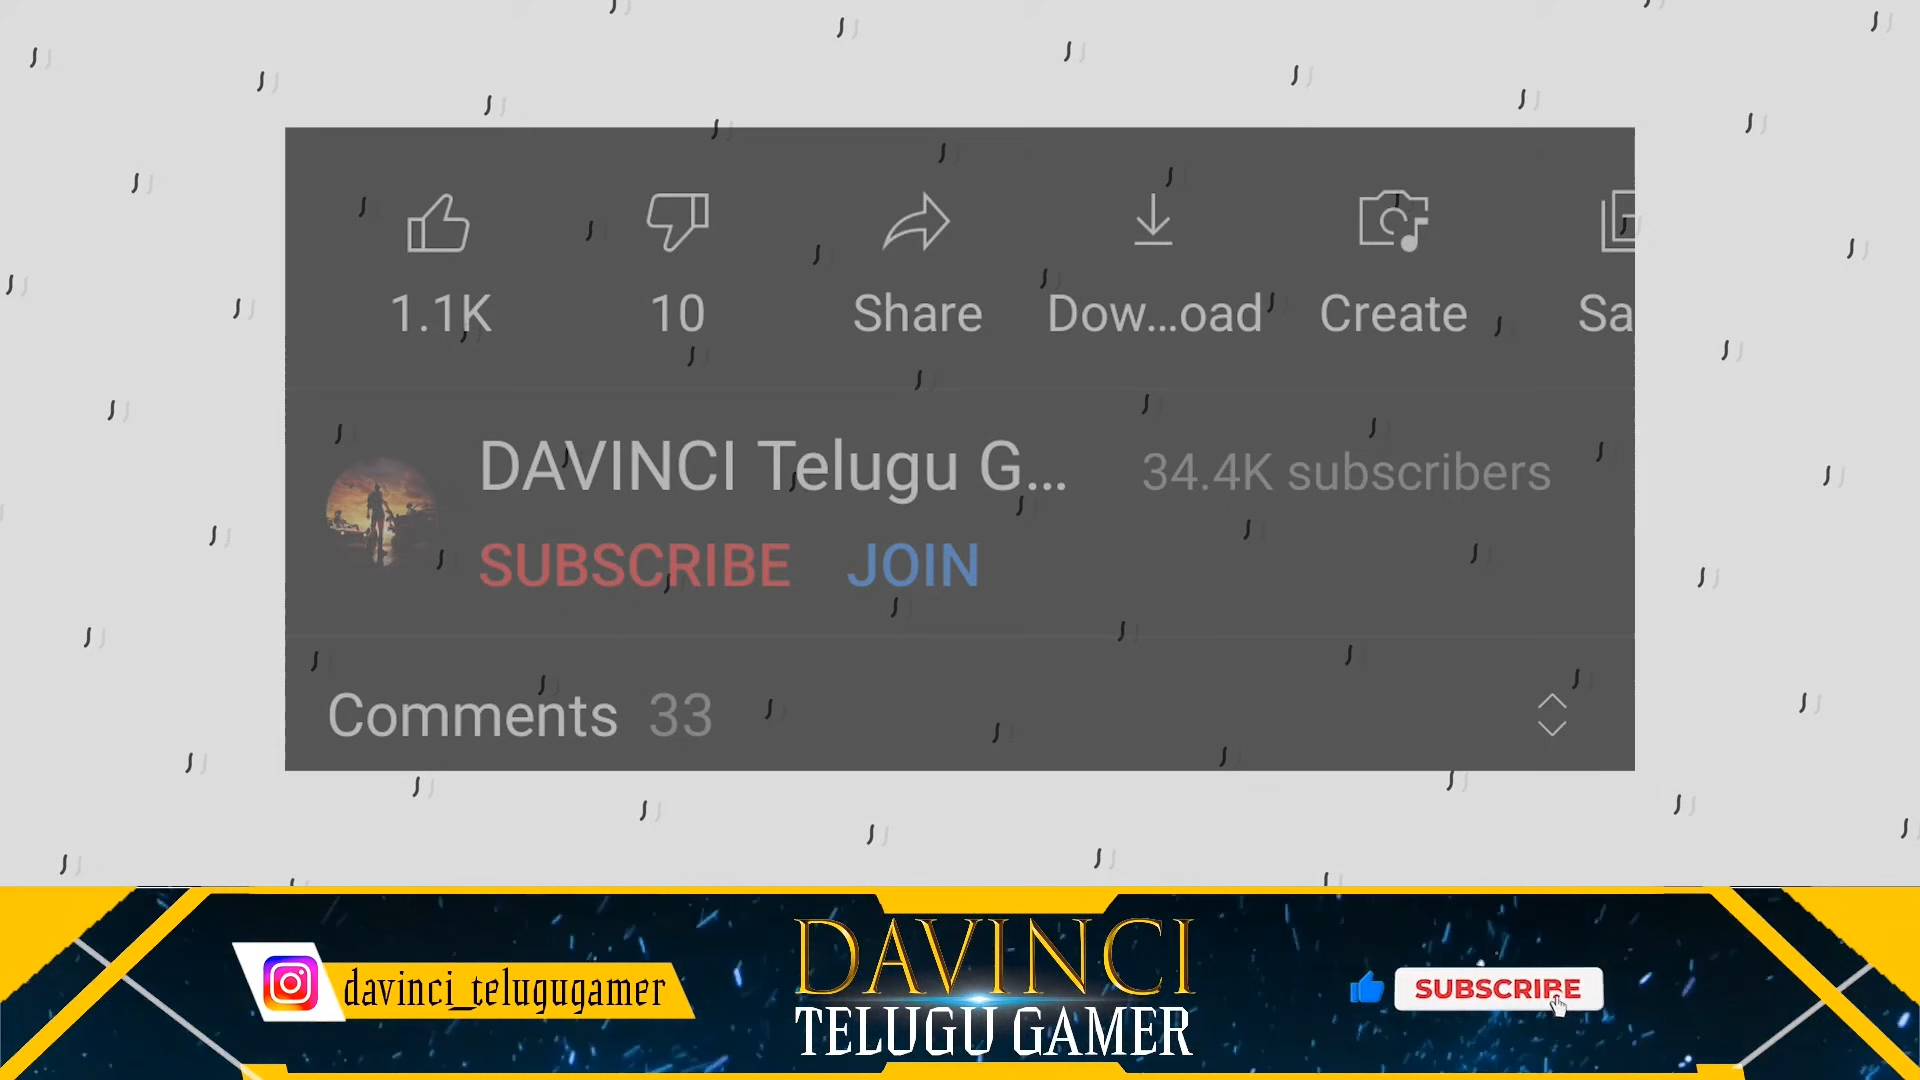 1.1K 10 Share Dow...oad Create Sa
DAVINCI Telugu G... 34.4K subscribers
SUBSCRIBE JOIN
Comments 33
davinci_telugugamer
DAVINCI
TELUGU GAMER
SUBSCRIBE